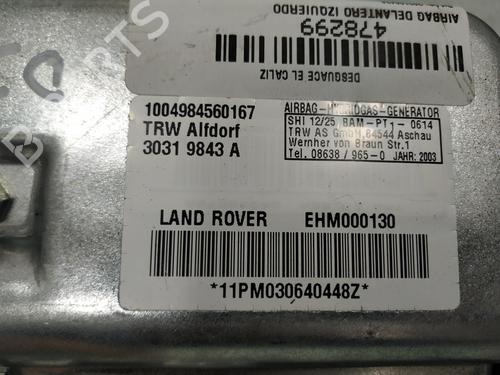 AIRBAG DELANTERO IZQUIERDO
478299
DESGUACE EL CALIZ
1004984560167
TRW Alfdorf
3031 9843 A
AIRBAG-HYBRIDGAS-GENERATOR
SHI 12/25, BAM-PT1-0614
TRW AS GmbH, 84544 Aschau
Wernher von Braun Str.1
Tel. 08638/965-0 JAHR: 2003
LAND ROVER EHM000130
*11PM030640448Z*